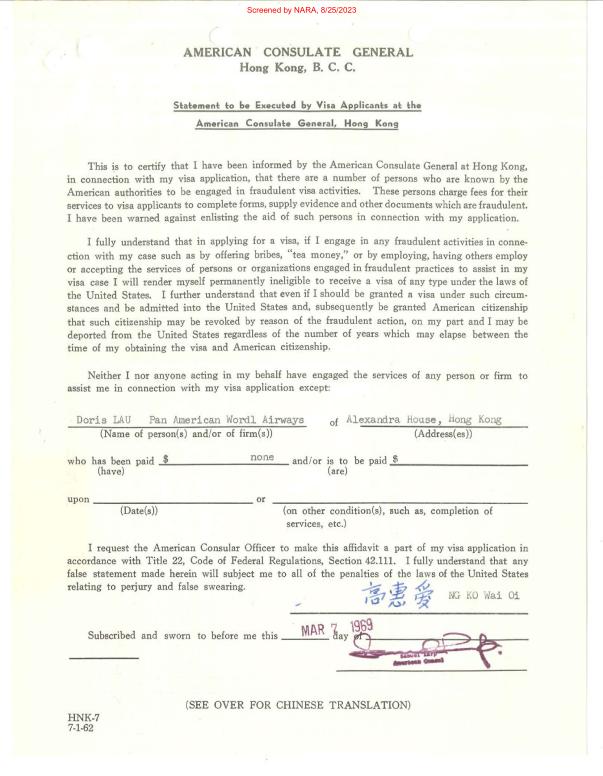 Screened by NARA, 8/25/2023
AMERICAN CONSULATE GENERAL
Hong Kong, B. C. C.
Statement to be Executed by Visa Applicants at the
American Consulate General, Hong Kong
This is to certify that I have been informed by the American Consulate General at Hong Kong,
in connection with my visa application, that there are a number of persons who are known by the
American authorities to be engaged in fraudulent visa activities. These persons charge fees for their
services to visa applicants to complete forms, supply evidence and other documents which are fraudulent.
I have been warned against enlisting the aid of such persons in connection with my application.
I fully understand that in applying for a visa, if I engage in any fraudulent activities in conne-
ction with my case such as by offering bribes, “tea money,” or by employing, having others employ
or accepting the services of persons or organizations engaged in fraudulent practices to assist in my
visa case I will render myself permanently ineligible to receive a visa of any type under the laws of
the United States. I further understand that even if I should be granted a visa under such circum-
stances and be admitted into the United States and, subsequently be granted American citizenship
that such citizenship may be revoked by reason of the fraudulent action, on my part and I may be
deported from the United States regardless of the number of years which may elapse between the
time of my obtaining the visa and American citizenship.
Neither I nor anyone acting in my behalf have engaged the services of any person or firm to
assist me in connection with my visa application except:
Doris LAU Pan American Wordl Airways of Alexandra House, Hong Kong
(Name of person(s) and/or of firm(s)) (Address(es))
who has been paid $ none and/or is to be paid $
(have) (are)
upon or
(Date(s)) (on other condition(s), such as, completion of
services, etc.)
I request the American Consular Officer to make this affidavit a part of my visa application in
accordance with Title 22, Code of Federal Regulations, Section 42.111. I fully understand that any
false statement made herein will subject me to all of the penalties of the laws of the United States
relating to perjury and false swearing.
高惠愛 NG KO Wai Oi
Subscribed and sworn to before me this MAR 7 1969 day of
American Consul
(SEE OVER FOR CHINESE TRANSLATION)
HNK-7
7-1-62